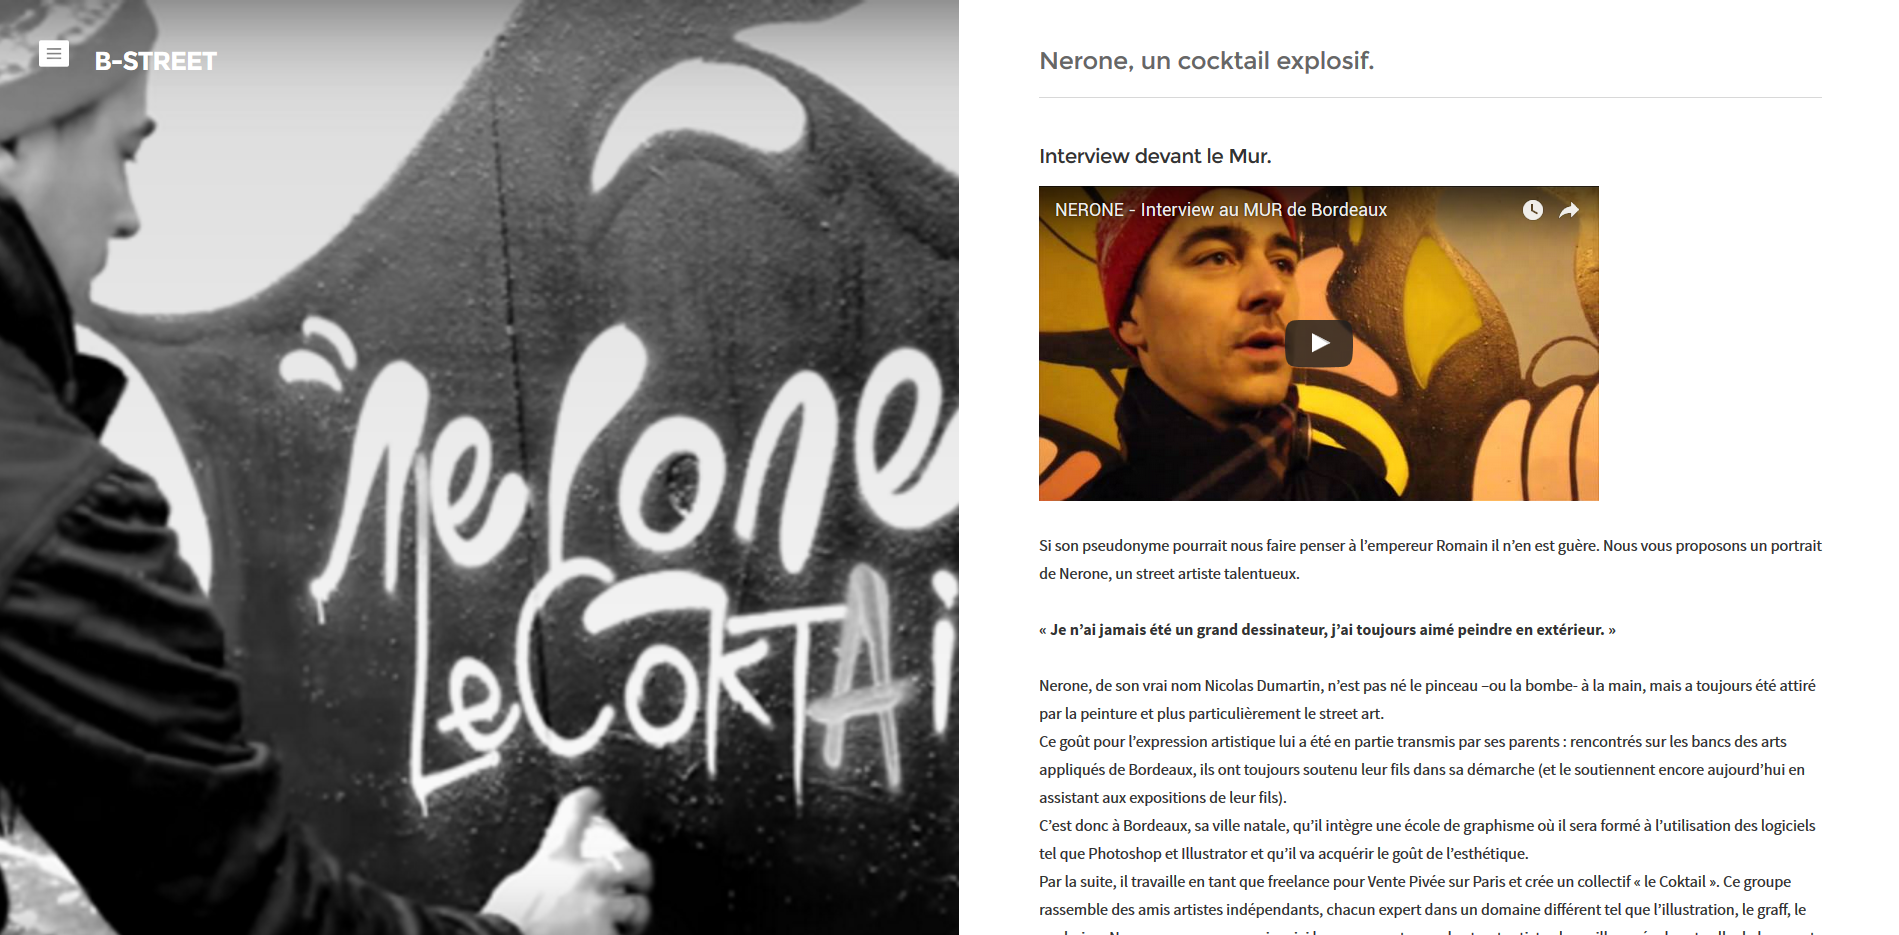 B-STREET
Nerone
Le CoKTAi
Nerone, un cocktail explosif.
Interview devant le Mur.
NERONE - Interview au MUR de Bordeaux
Si son pseudonyme pourrait nous faire penser à l’empereur Romain il n’en est guère. Nous vous proposons un portrait
de Nerone, un street artiste talentueux.
« Je n’ai jamais été un grand dessinateur, j’ai toujours aimé peindre en extérieur. »
Nerone, de son vrai nom Nicolas Dumartin, n’est pas né le pinceau –ou la bombe- à la main, mais a toujours été attiré
par la peinture et plus particulièrement le street art.
Ce goût pour l’expression artistique lui a été en partie transmis par ses parents : rencontrés sur les bancs des arts
appliqués de Bordeaux, ils ont toujours soutenu leur fils dans sa démarche (et le soutiennent encore aujourd’hui en
assistant aux expositions de leur fils).
C’est donc à Bordeaux, sa ville natale, qu’il intègre une école de graphisme où il sera formé à l’utilisation des logiciels
tel que Photoshop et Illustrator et qu’il va acquérir le goût de l’esthétique.
Par la suite, il travaille en tant que freelance pour Vente Pivée sur Paris et crée un collectif « le Coktail ». Ce groupe
rassemble des amis artistes indépendants, chacun expert dans un domaine différent tel que l’illustration, le graff, le